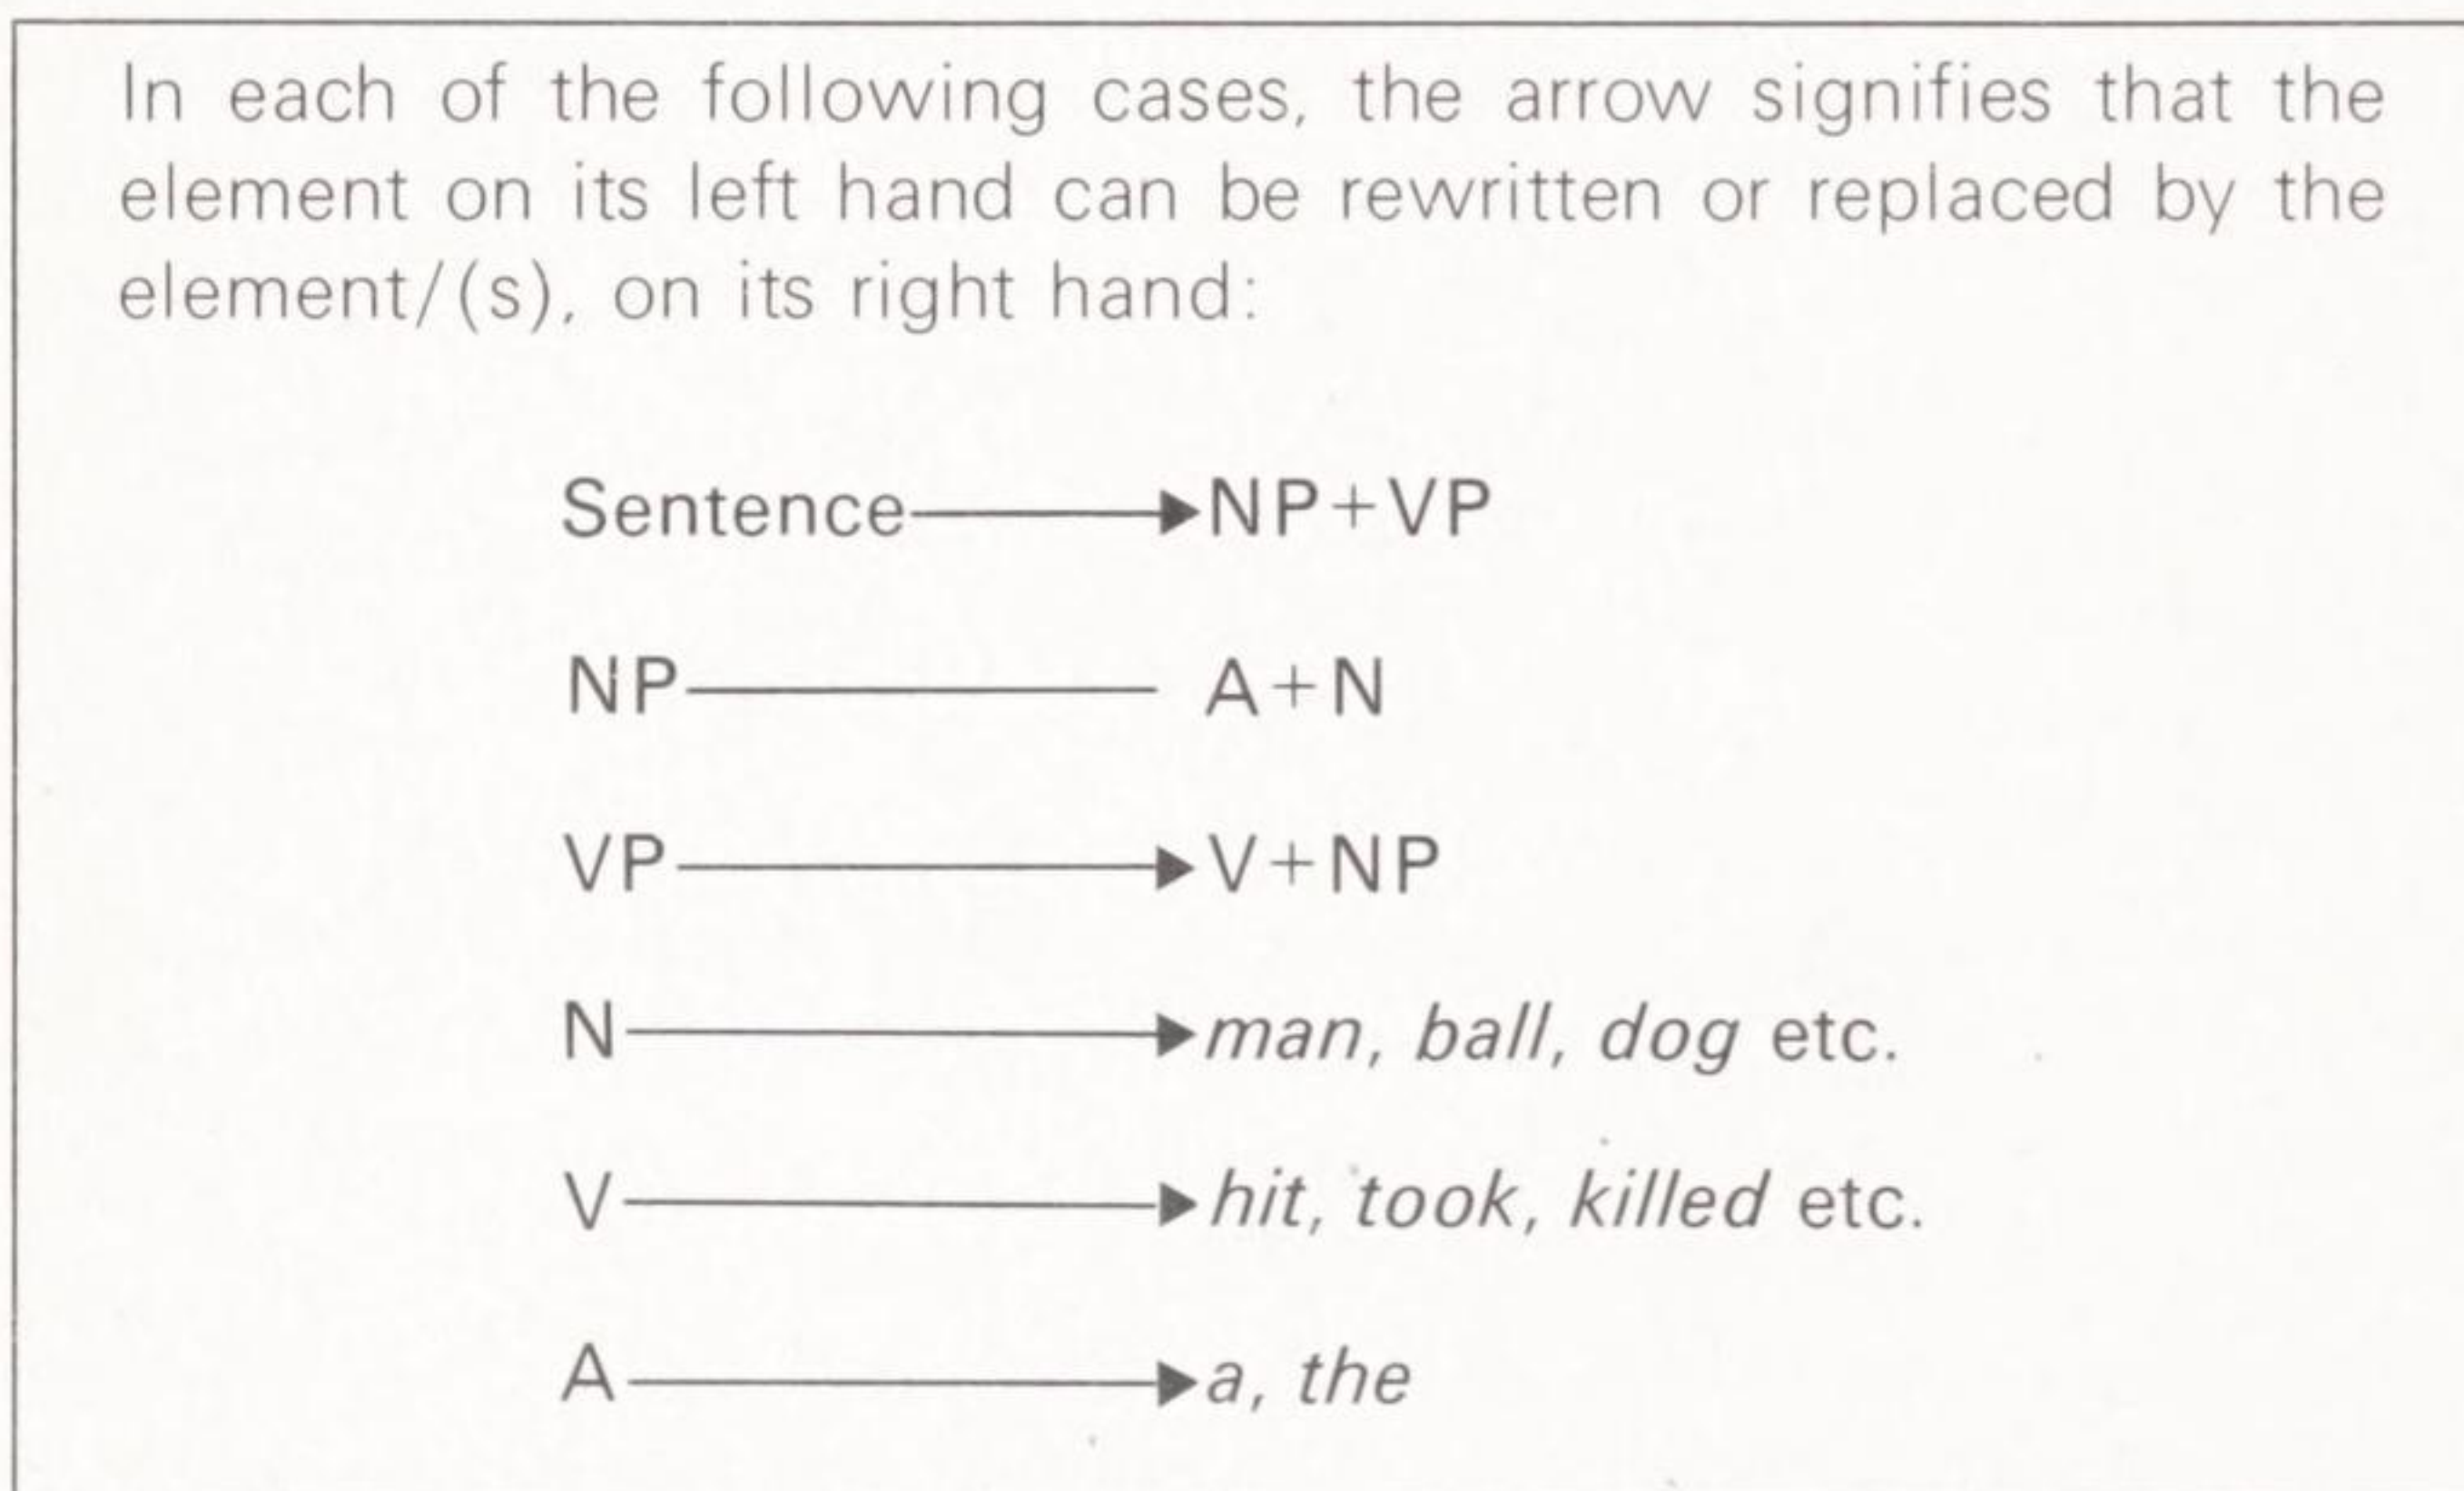 In each of the following cases, the arrow signifies that the
element on its left hand can be rewritten or replaced by the
element/(s), on its right hand:
Sentence → NP+VP
NP — A+N
VP → V+NP
N → man, ball, dog etc.
V → hit, took, killed etc.
A → a, the